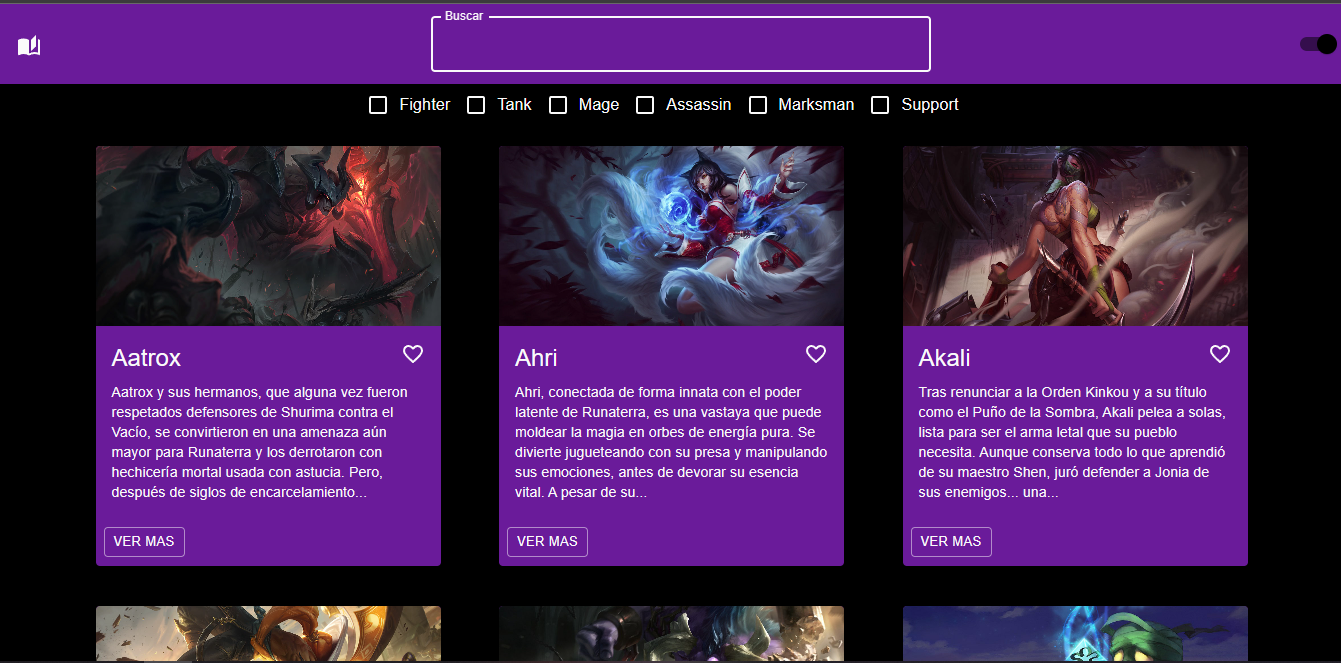 Buscar
Fighter Tank Mage Assassin Marksman Support
Aatrox
Aatrox y sus hermanos, que alguna vez fueron
respetados defensores de Shurima contra el
Vacío, se convirtieron en una amenaza aún
mayor para Runaterra y los derrotaron con
hechicería mortal usada con astucia. Pero,
después de siglos de encarcelamiento...
VER MAS
Ahri
Ahri, conectada de forma innata con el poder
latente de Runaterra, es una vastaya que puede
moldear la magia en orbes de energía pura. Se
divierte jugueteando con su presa y manipulando
sus emociones, antes de devorar su esencia
vital. A pesar de su...
VER MAS
Akali
Tras renunciar a la Orden Kinkou y a su título
como el Puño de la Sombra, Akali pelea a solas,
lista para ser el arma letal que su pueblo
necesita. Aunque conserva todo lo que aprendió
de su maestro Shen, juró defender a Jonia de
sus enemigos... una...
VER MAS